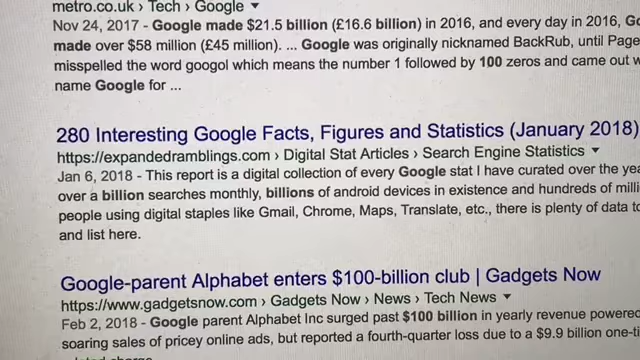 metro.co.uk › Tech › Google ▼
Nov 24, 2017 - Google made $21.5 billion (£16.6 billion) in 2016, and every day in 2016,
made over $58 million (£45 million). ... Google was originally nicknamed BackRub, until Page
misspelled the word googol which means the number 1 followed by 100 zeros and came out
name Google for ...
280 Interesting Google Facts, Figures and Statistics (January 2018)
https://expandedramblings.com › Digital Stat Articles › Search Engine Statistics ▼
Jan 6, 2018 - This report is a digital collection of every Google stat I have curated over the
over a billion searches monthly, billions of android devices in existence and hundreds of
people using digital staples like Gmail, Chrome, Maps, Translate, etc., there is plenty of data
and list here.
Google-parent Alphabet enters $100-billion club | Gadgets Now
https://www.gadgetsnow.com › Gadgets Now › News › Tech News ▼
Feb 2, 2018 - Google parent Alphabet Inc surged past $100 billion in yearly revenue powered
soaring sales of pricey online ads, but reported a fourth-quarter loss due to a $9.9 billion